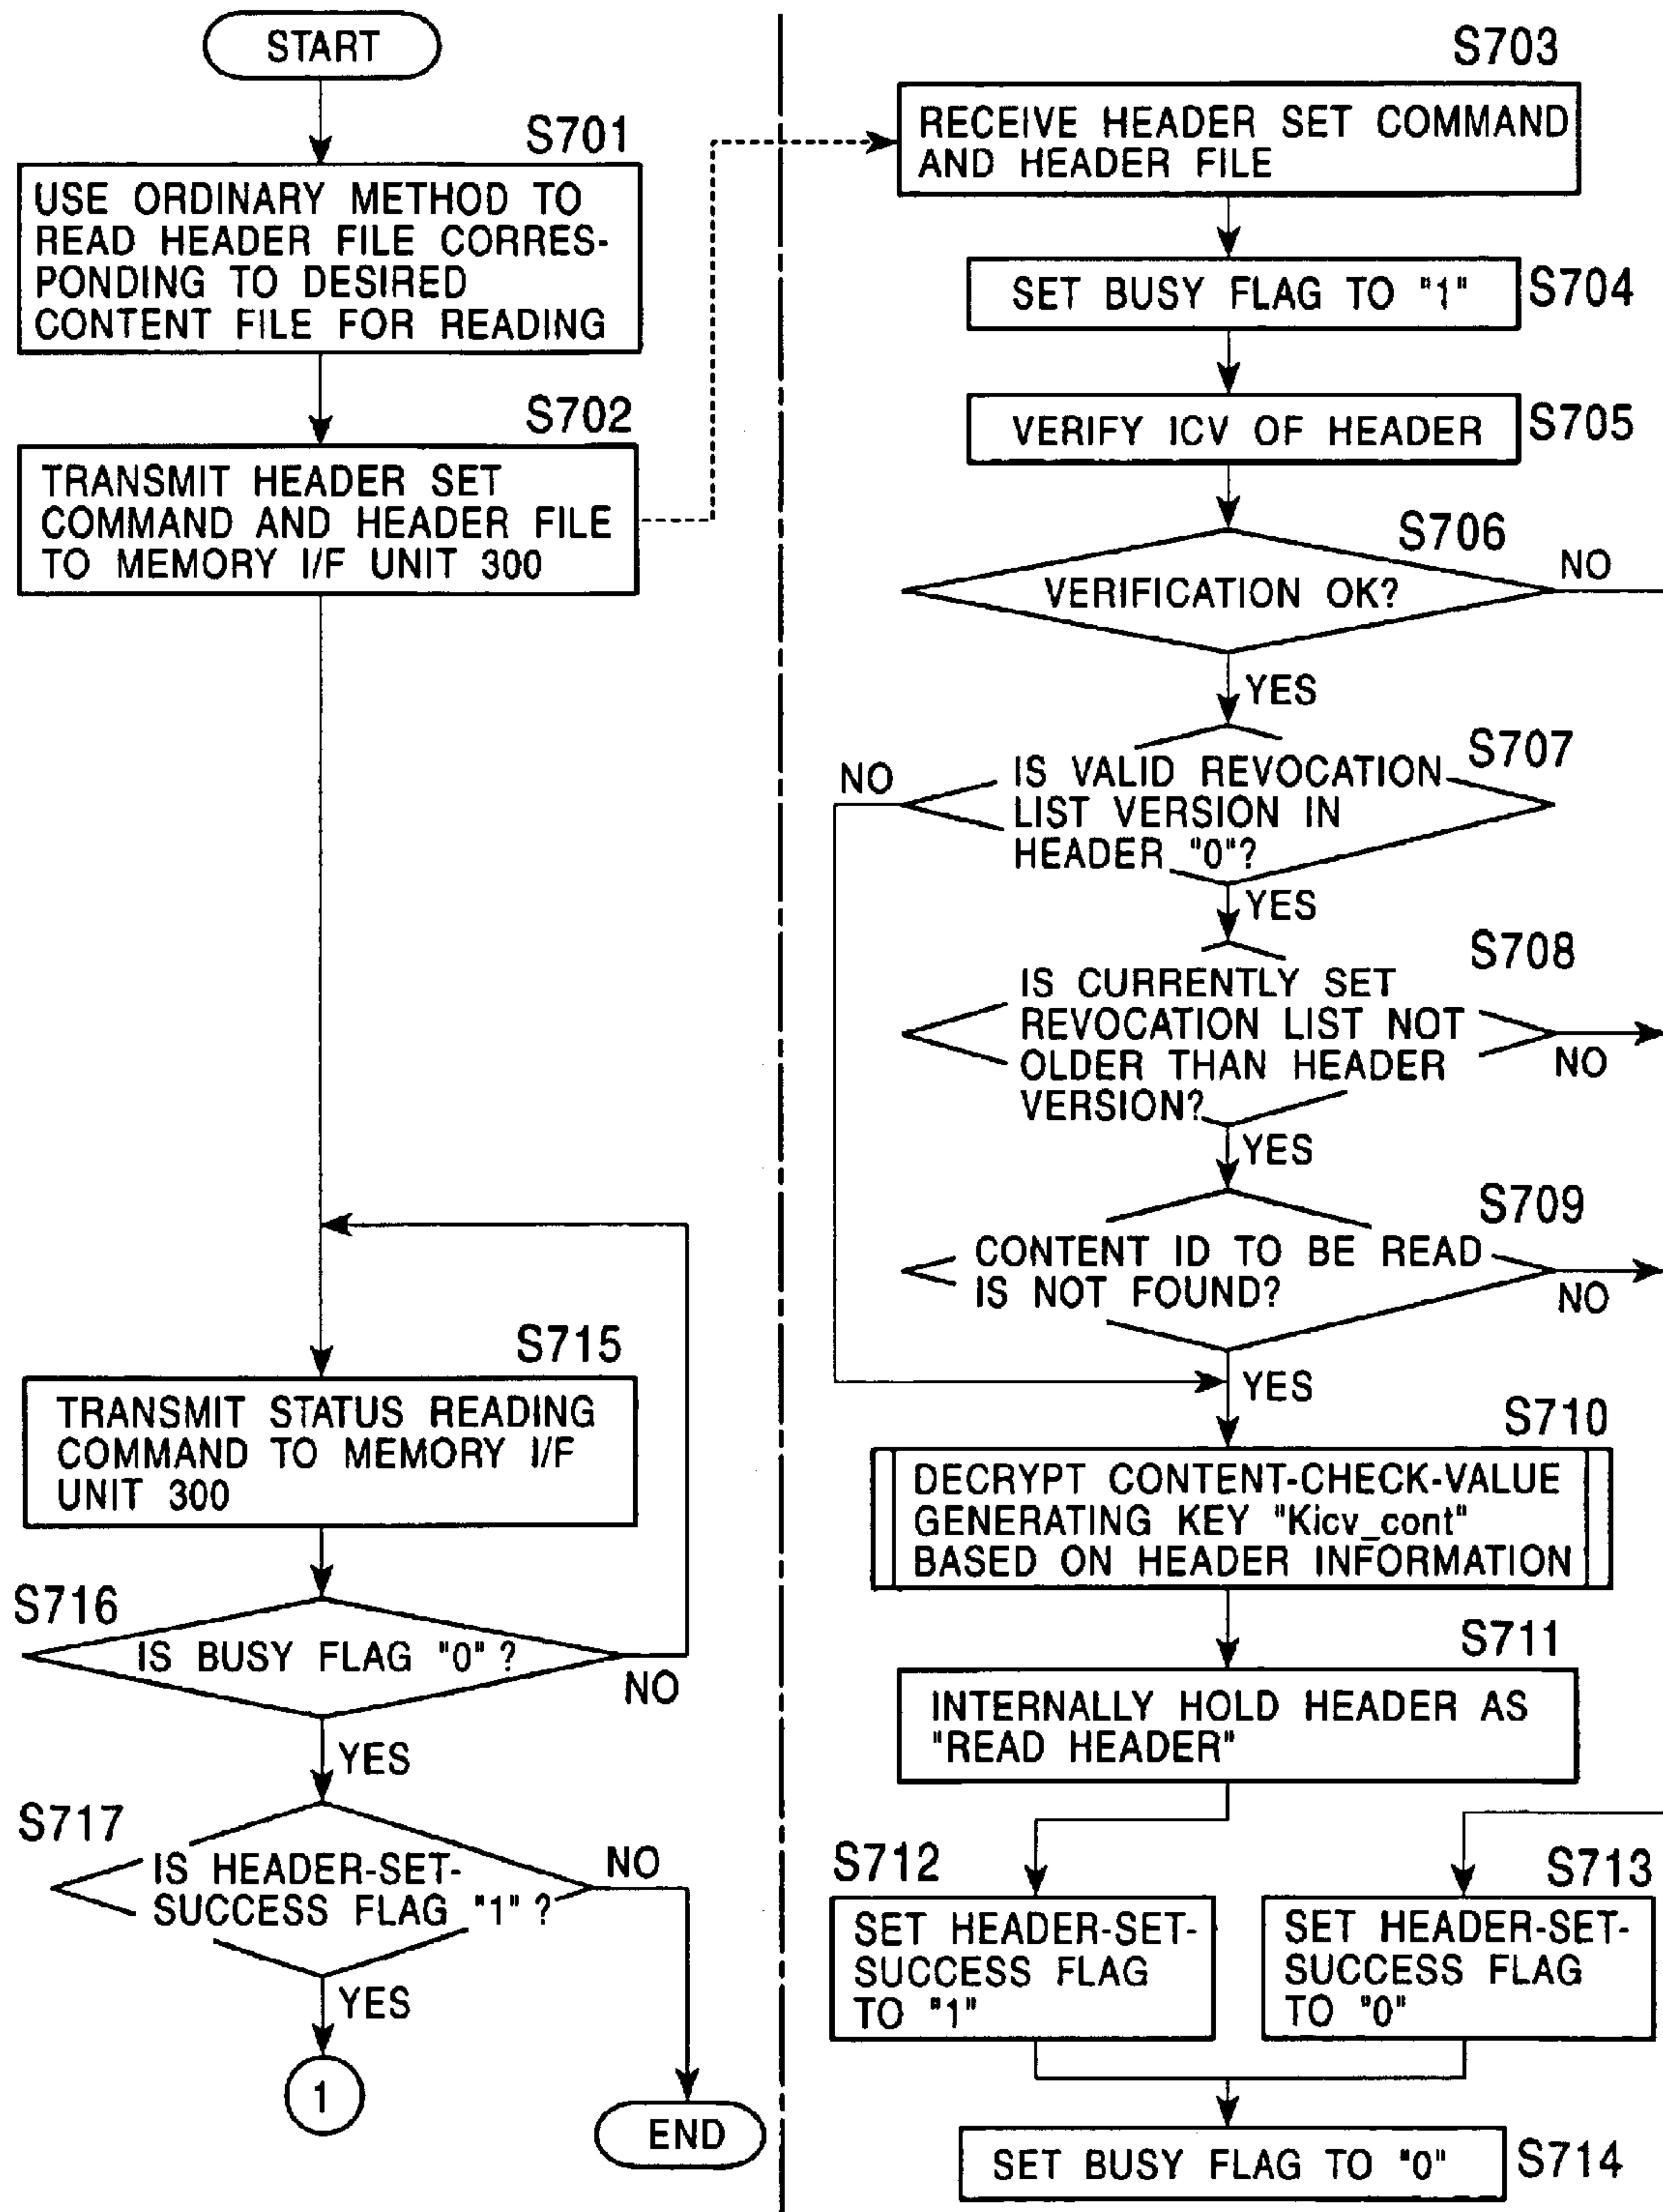 START
S701
USE ORDINARY METHOD TO
READ HEADER FILE CORRES-
PONDING TO DESIRED
CONTENT FILE FOR READING
S702
TRANSMIT HEADER SET
COMMAND AND HEADER FILE
TO MEMORY I/F UNIT 300
S715
TRANSMIT STATUS READING
COMMAND TO MEMORY I/F
UNIT 300
S716
IS BUSY FLAG "0" ?
NO
YES
S717
IS HEADER-SET-
SUCCESS FLAG "1" ?
NO
YES
1
END
S703
RECEIVE HEADER SET COMMAND
AND HEADER FILE
SET BUSY FLAG TO "1"
S704
VERIFY ICV OF HEADER
S705
S706
VERIFICATION OK?
NO
YES
S707
NO
IS VALID REVOCATION
LIST VERSION IN
HEADER "0"?
YES
S708
IS CURRENTLY SET
REVOCATION LIST NOT
OLDER THAN HEADER
VERSION?
NO
YES
S709
CONTENT ID TO BE READ
IS NOT FOUND?
NO
YES
S710
DECRYPT CONTENT-CHECK-VALUE
GENERATING KEY "Kicv_cont"
BASED ON HEADER INFORMATION
S711
INTERNALLY HOLD HEADER AS
"READ HEADER"
S712
SET HEADER-SET-
SUCCESS FLAG
TO "1"
S713
SET HEADER-SET-
SUCCESS FLAG
TO "0"
SET BUSY FLAG TO "0"
S714